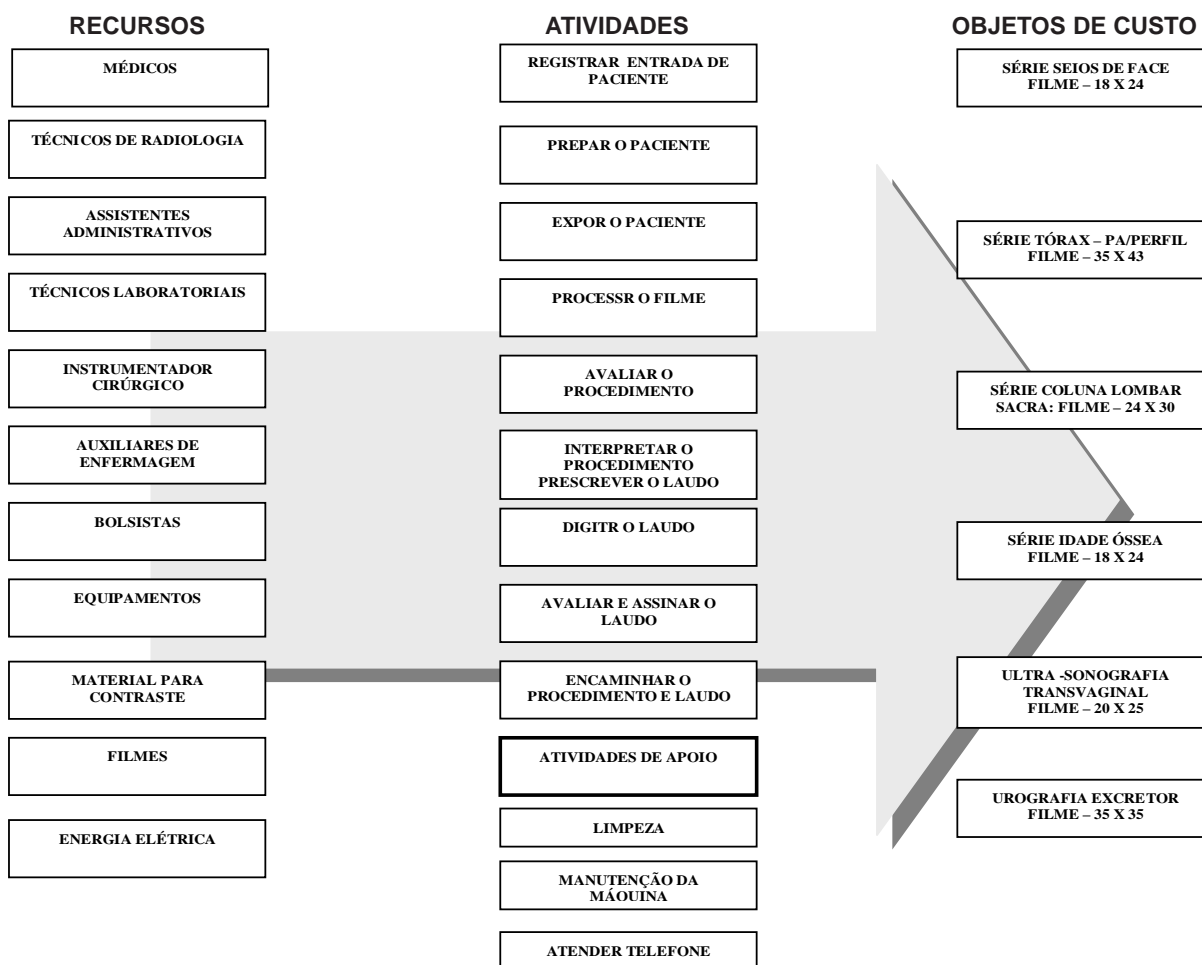 RECURSOS
MÉDICOS
TÉCNICOS DE RADIOLOGIA
ASSISTENTES
ADMINISTRATIVOS
TÉCNICOS LABORATORIAIS
INSTRUMENTADOR
CIRÚRGICO
AUXILIARES DE
ENFERMAGEM
BOLSISTAS
EQUIPAMENTOS
MATERIAL PARA
CONTRASTE
FILMES
ENERGIA ELÉTRICA
ATIVIDADES
REGISTRAR ENTRADA DE
PACIENTE
PREPAR O PACIENTE
EXPOR O PACIENTE
PROCESSR O FILME
AVALIAR O
PROCEDIMENTO
INTERPRETAR O
PROCEDIMENTO
PRESCREVER O LAUDO
DIGITR O LAUDO
AVALIAR E ASSINAR O
LAUDO
ENCAMINHAR O
PROCEDIMENTO E LAUDO
ATIVIDADES DE APOIO
LIMPEZA
MANUTENÇÃO DA
MÁQUINA
ATENDER TELEFONE
OBJETOS DE CUSTO
SÉRIE SEIOS DE FACE
FILME – 18 X 24
SÉRIE TÓRAX – PA/PERFIL
FILME – 35 X 43
SÉRIE COLUNA LOMBAR
SACRA: FILME – 24 X 30
SÉRIE IDADE ÓSSEA
FILME – 18 X 24
ULTRA -SONOGRAFIA
TRANSVAGINAL
FILME – 20 X 25
UROGRAFIA EXCRETOR
FILME – 35 X 35